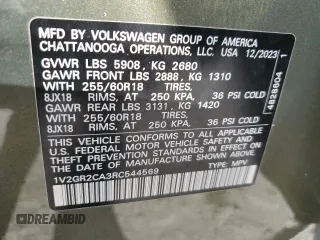 MFD BY VOLKSWAGEN GROUP OF AMERICA
CHATTANOOGA OPERATIONS, LLC. USA 12/2023
GVWR LBS 5908, KG 2680
GAWR FRONT LBS 2888, KG 1310
WITH 255/60R18 TIRES,
8JX18 RIMS, AT 250 KPA, 36 PSI COLD
GAWR REAR LBS 3131, KG 1420
WITH 255/60R18 TIRES,
8JX18 RIMS, AT 250 KPA, 36 PSI COLD
THIS VEHICLE CONFORMS TO ALL APPLICABLE
U.S. FEDERAL MOTOR VEHICLE SAFETY
STANDARDS IN EFFECT ON THE DATE OF
MANUFACTURE SHOWN ABOVE.
1V2GR2CA3RC544569 TYPE: MPV
4B28604 1
DREAMBID